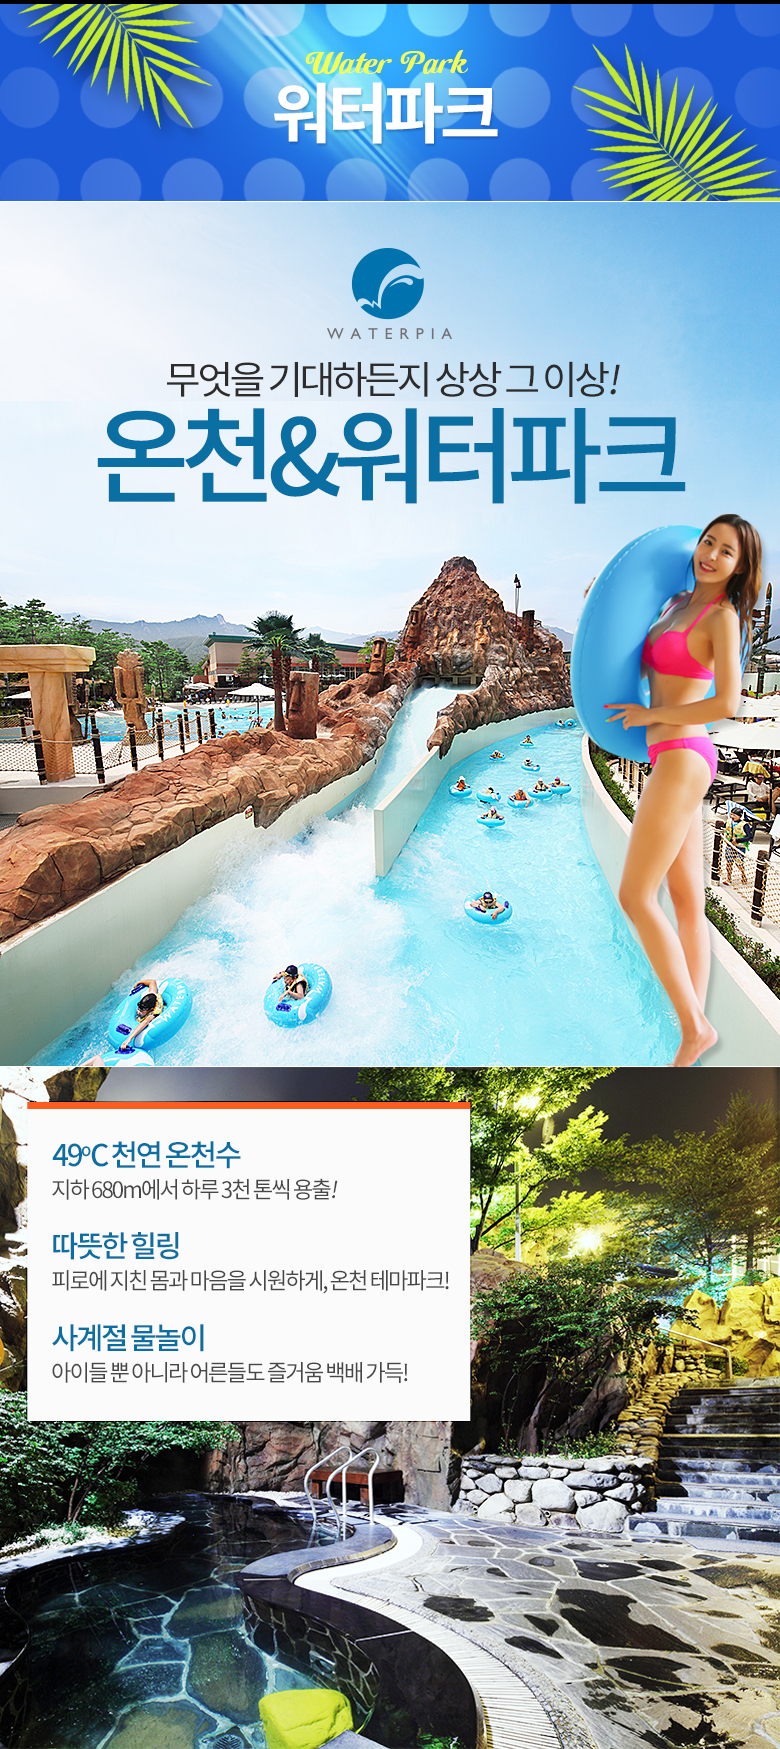 Water Park
워터파크
WATERPIA
무엇을 기대하든지 상상 그 이상!
온천&워터파크
49℃ 천연 온천수
지하 680m에서 하루 3천 톤씩 용출!
따뜻한 힐링
피로에 지친 몸과 마음을 시원하게, 온천 테마파크!
사계절 물놀이
아이들 뿐 아니라 어른들도 즐거움 백배 가득!